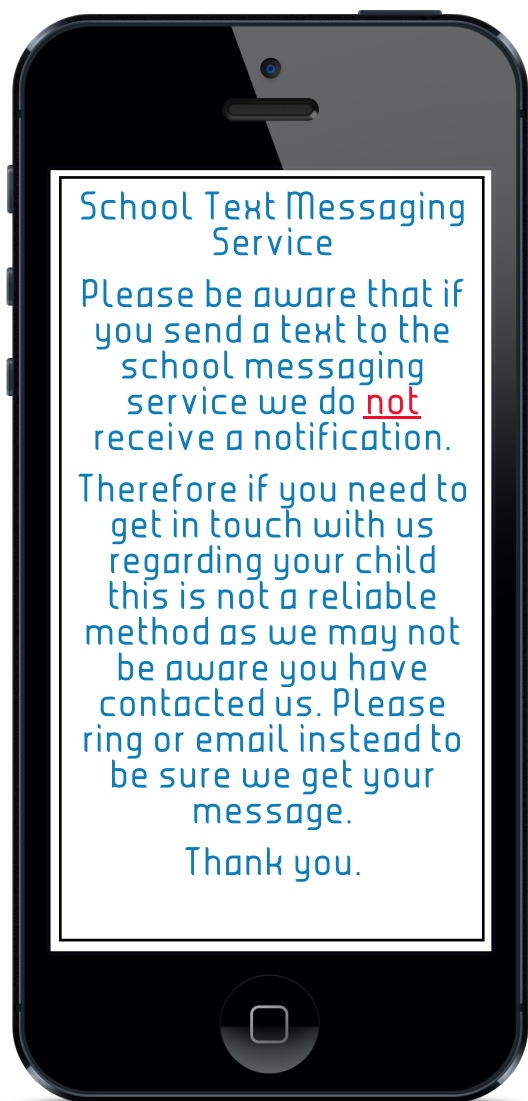 School Text Messaging
Service
Please be aware that if
you send a text to the
school messaging
service we do not
receive a notification.
Therefore if you need to
get in touch with us
regarding your child
this is not a reliable
method as we may not
be aware you have
contacted us. Please
ring or email instead to
be sure we get your
message.
Thank you.